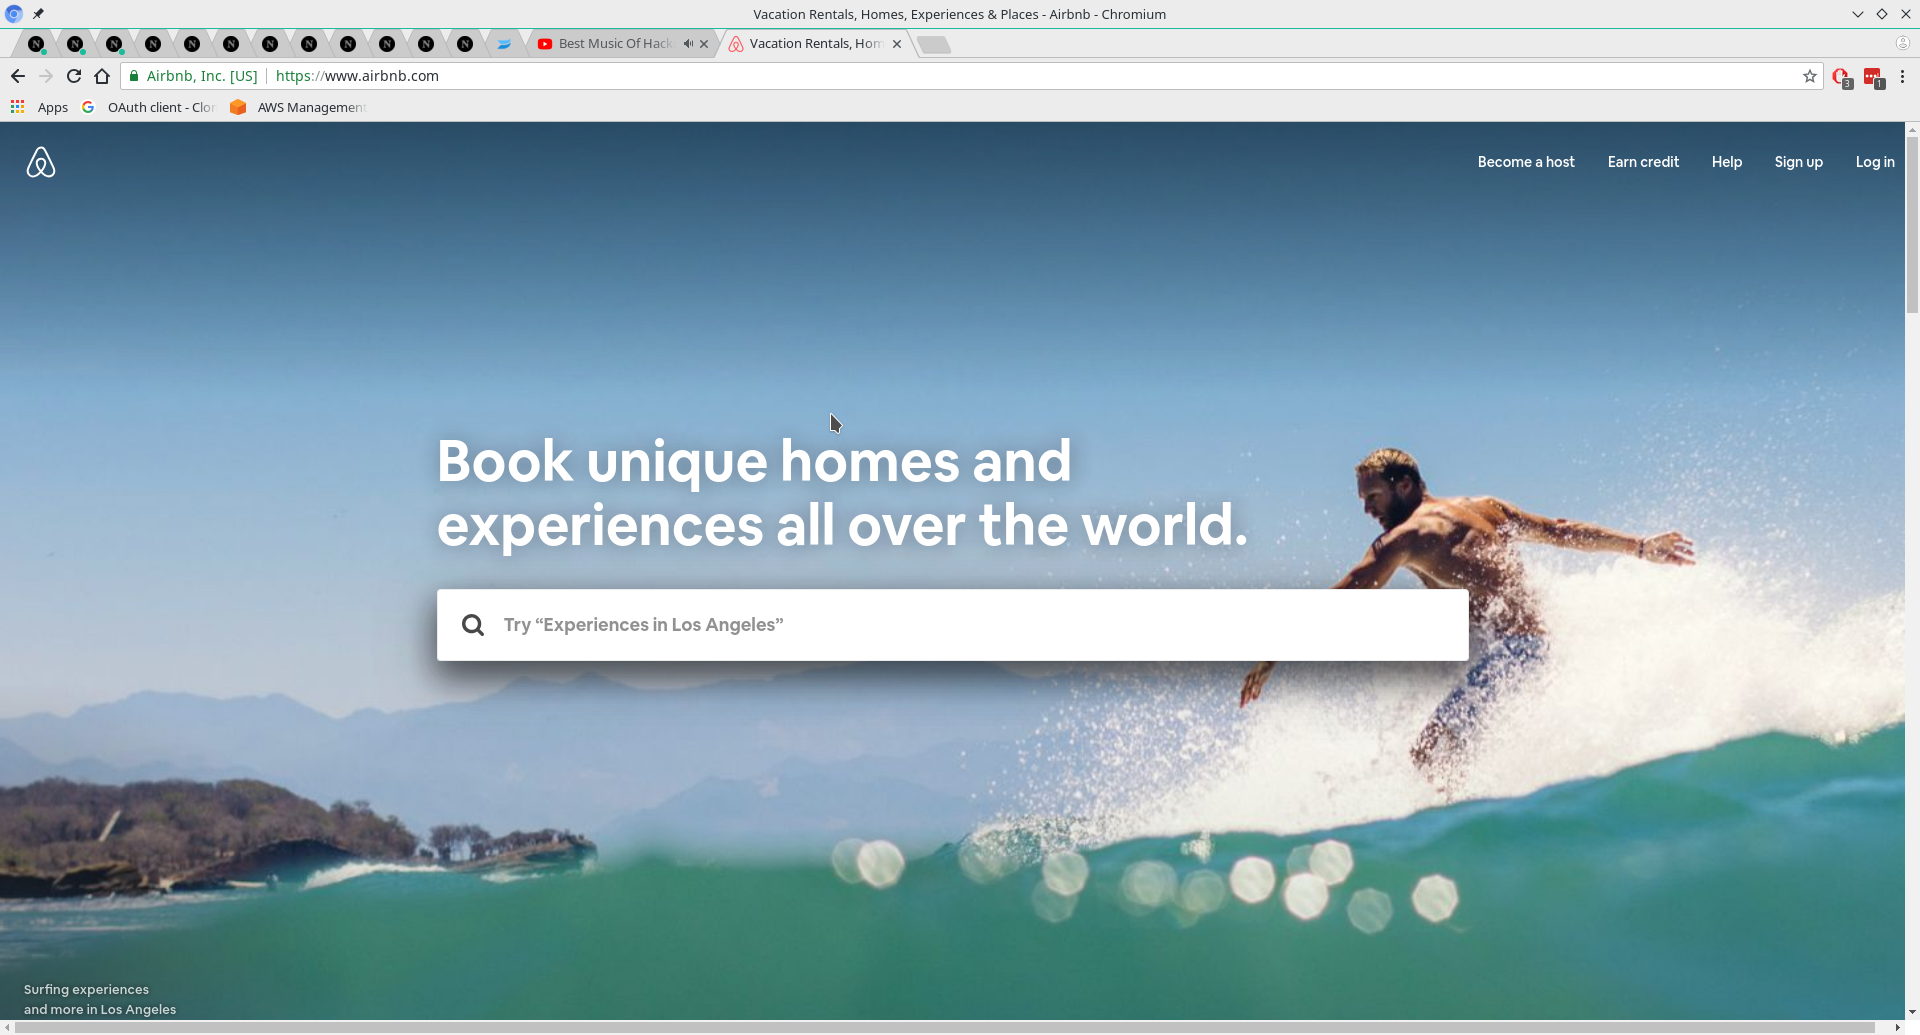 Vacation Rentals, Homes, Experiences & Places - Airbnb - Chromium
N N N N N N N N N N N N Best Music Of Hack Vacation Rentals, Hom
Airbnb, Inc. [US] https://www.airbnb.com 3 1
Apps G OAuth client - Clo AWS Management
Become a host Earn credit Help Sign up Log in
Book unique homes and
experiences all over the world.
Try “Experiences in Los Angeles”
Surfing experiences
and more in Los Angeles